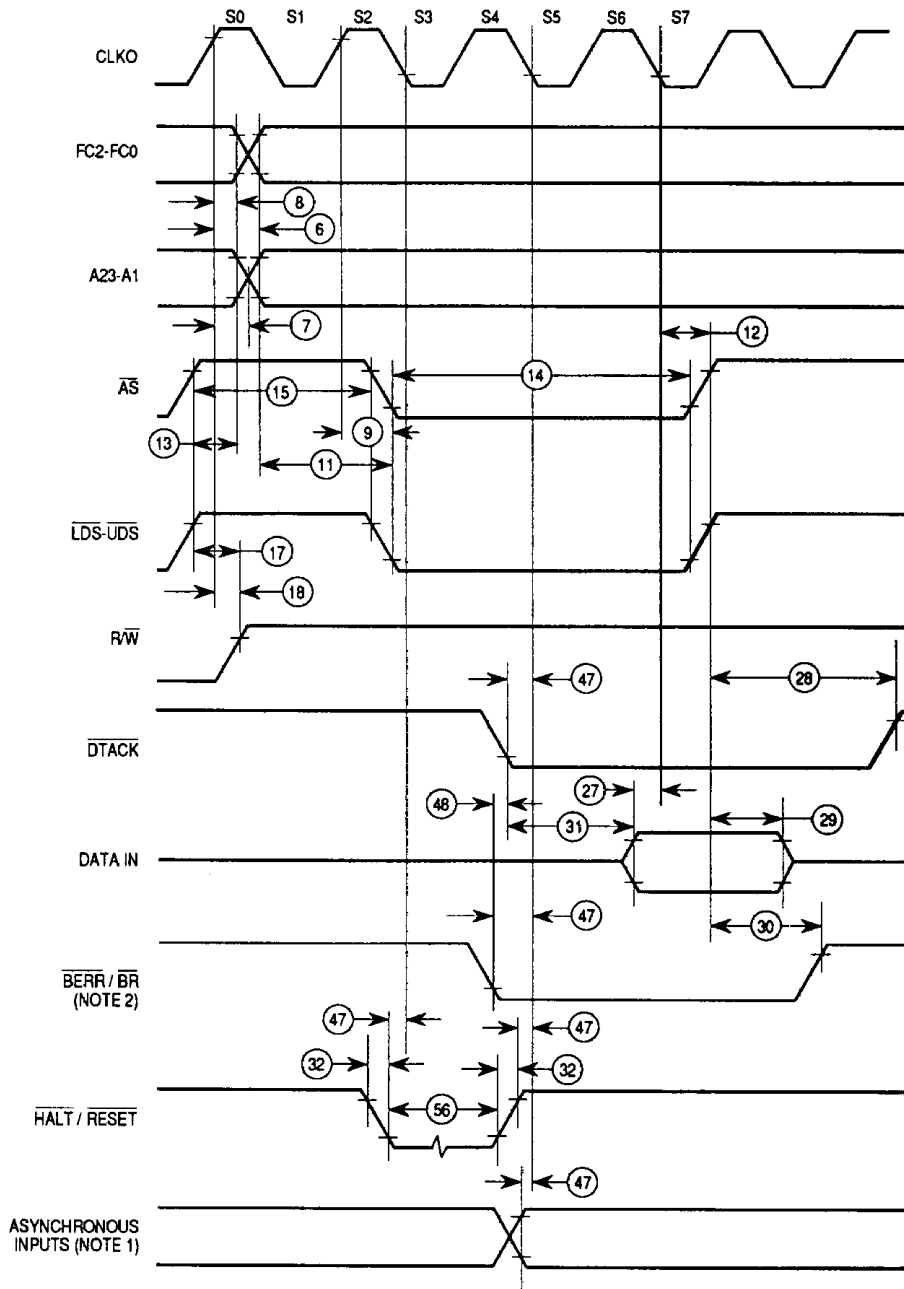 S0 S1 S2 S3 S4 S5 S6 S7
CLKO
FC2-FC0
8
6
A23-A1
7
12
AS
14
15
9
13
11
LDS-UDS
17
18
R/W
47
28
DTACK
27
48
31
29
DATA IN
47
30
BERR / BR
(NOTE 2)
47
47
32
32
56
HALT / RESET
47
ASYNCHRONOUS
INPUTS (NOTE 1)